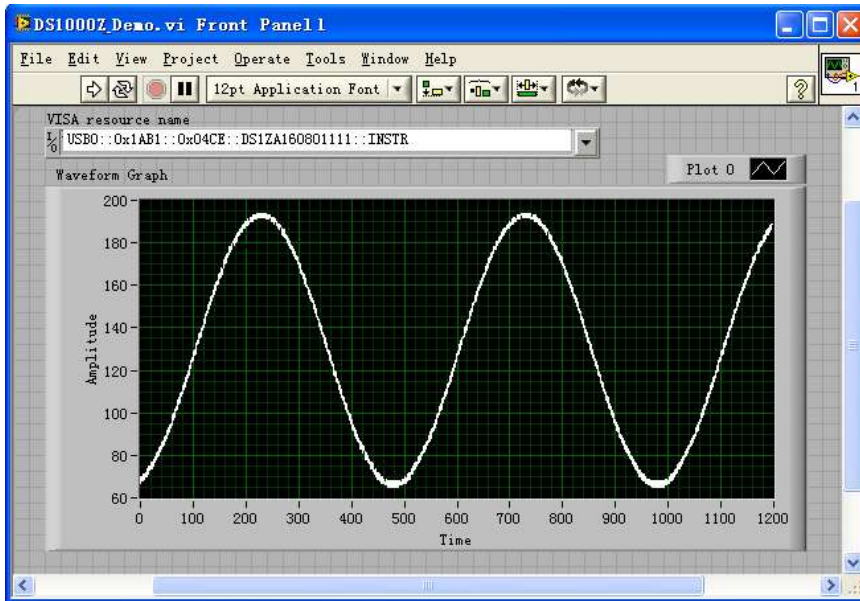 DS1000Z_Demo.vi Front Panel1
File Edit View Project Operate Tools Window Help
12pt Application Font
1
VISA resource name
I/O USB0::0x1AB1::0x04CE::DS1ZA160801111::INSTR
Plot 0
Waveform Graph
200
180
160
140
120
100
80
60
Amplitude
0 100 200 300 400 500 600 700 800 900 1000 1100 1200
Time